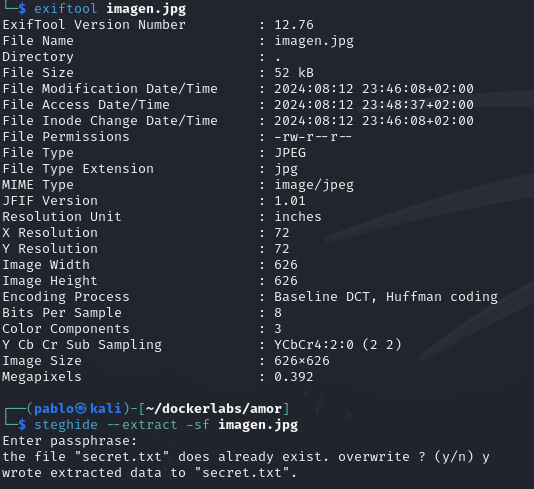 └─$ exiftool imagen.jpg
ExifTool Version Number : 12.76
File Name : imagen.jpg
Directory : .
File Size : 52 kB
File Modification Date/Time : 2024:08:12 23:46:08+02:00
File Access Date/Time : 2024:08:12 23:48:37+02:00
File Inode Change Date/Time : 2024:08:12 23:46:08+02:00
File Permissions : -rw-r--r--
File Type : JPEG
File Type Extension : jpg
MIME Type : image/jpeg
JFIF Version : 1.01
Resolution Unit : inches
X Resolution : 72
Y Resolution : 72
Image Width : 626
Image Height : 626
Encoding Process : Baseline DCT, Huffman coding
Bits Per Sample : 8
Color Components : 3
Y Cb Cr Sub Sampling : YCbCr4:2:0 (2 2)
Image Size : 626×626
Megapixels : 0.392
┌──(pablo㉿kali)-[~/dockerlabs/amor]
└─$ steghide --extract -sf imagen.jpg
Enter passphrase:
the file "secret.txt" does already exist. overwrite ? (y/n) y
wrote extracted data to "secret.txt".